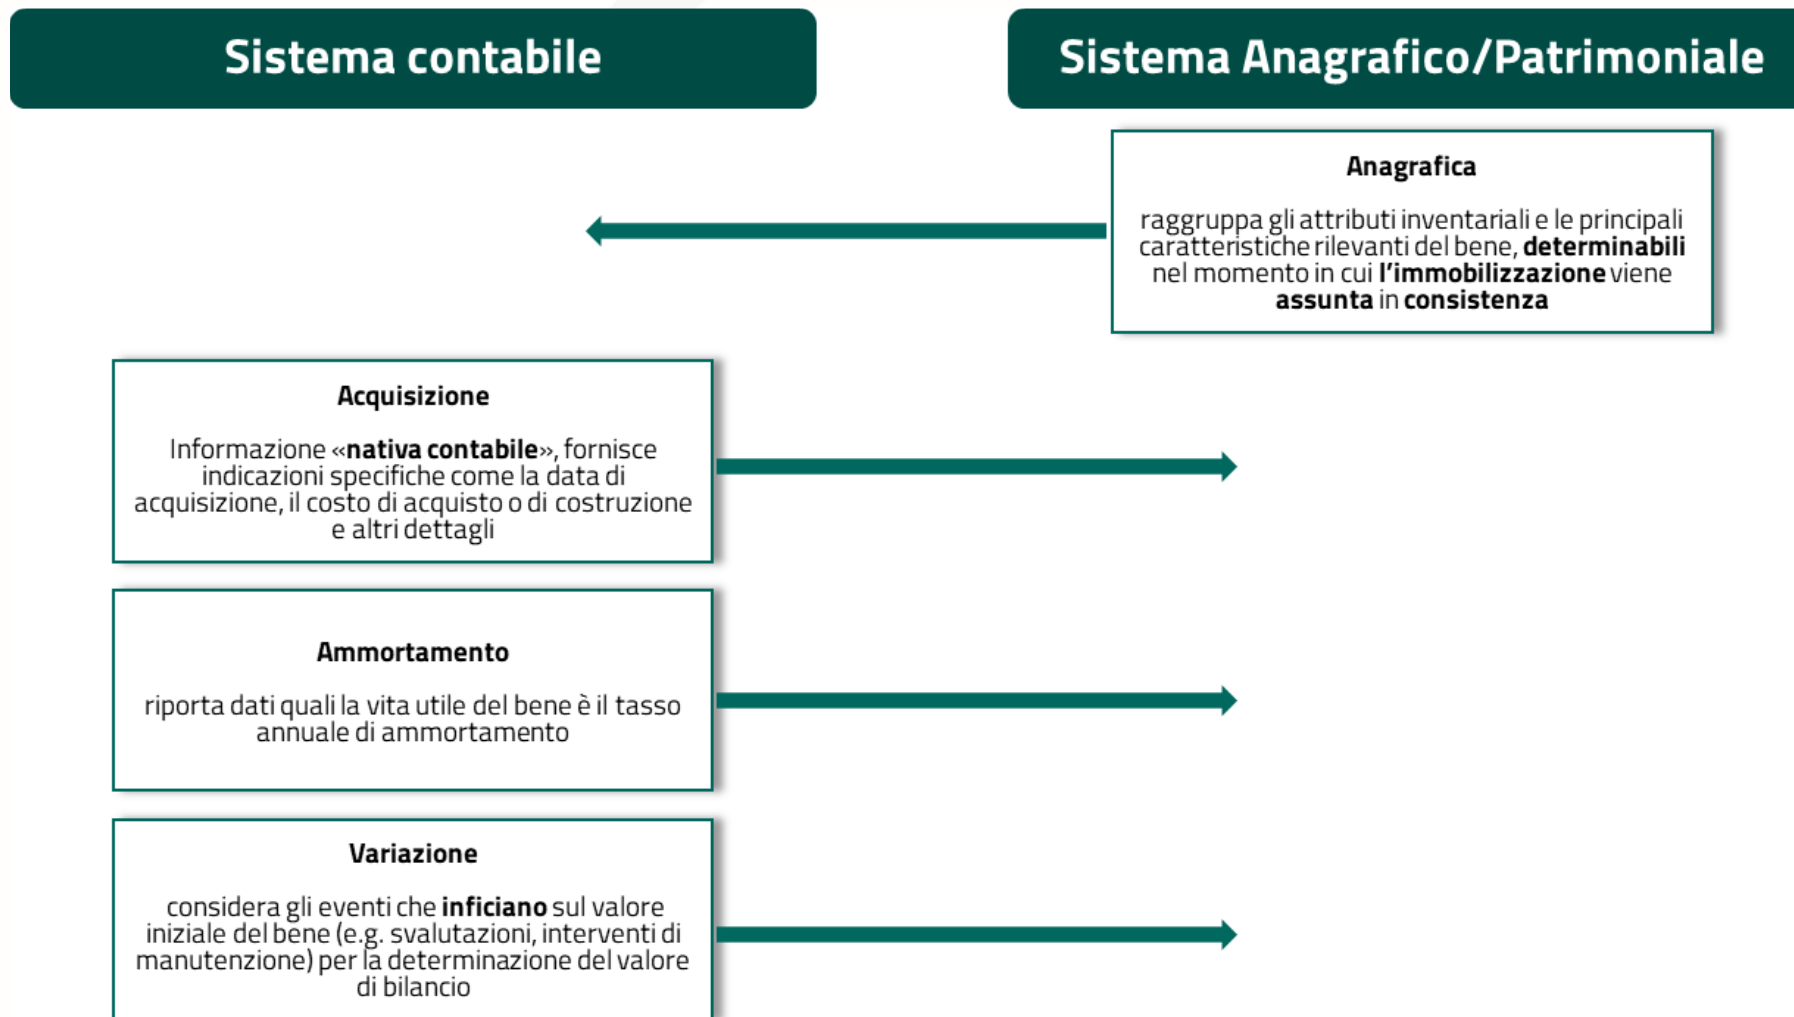 Sistema contabile
Sistema Anagrafico/Patrimoniale
Anagrafica
raggruppa gli attributi inventariali e le principali
caratteristiche rilevanti del bene, determinabili
nel momento in cui l'immobilizzazione viene
assunta in consistenza
Acquisizione
Informazione «nativa contabile», fornisce
indicazioni specifiche come la data di
acquisizione, il costo di acquisto o di costruzione
e altri dettagli
Ammortamento
riporta dati quali la vita utile del bene è il tasso
annuale di ammortamento
Variazione
considera gli eventi che inficiano sul valore
iniziale del bene (e.g. svalutazioni, interventi di
manutenzione) per la determinazione del valore
di bilancio